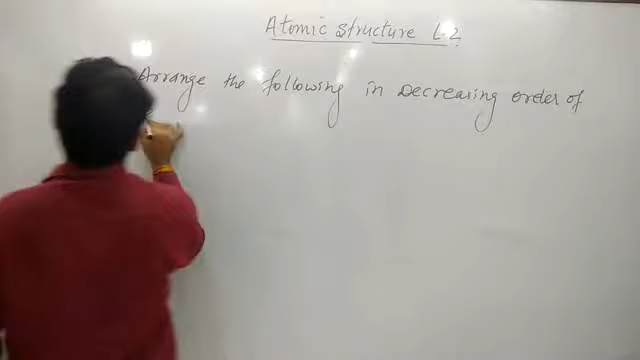 Atomic Structure L-2
Arrange the following in Decreasing order of